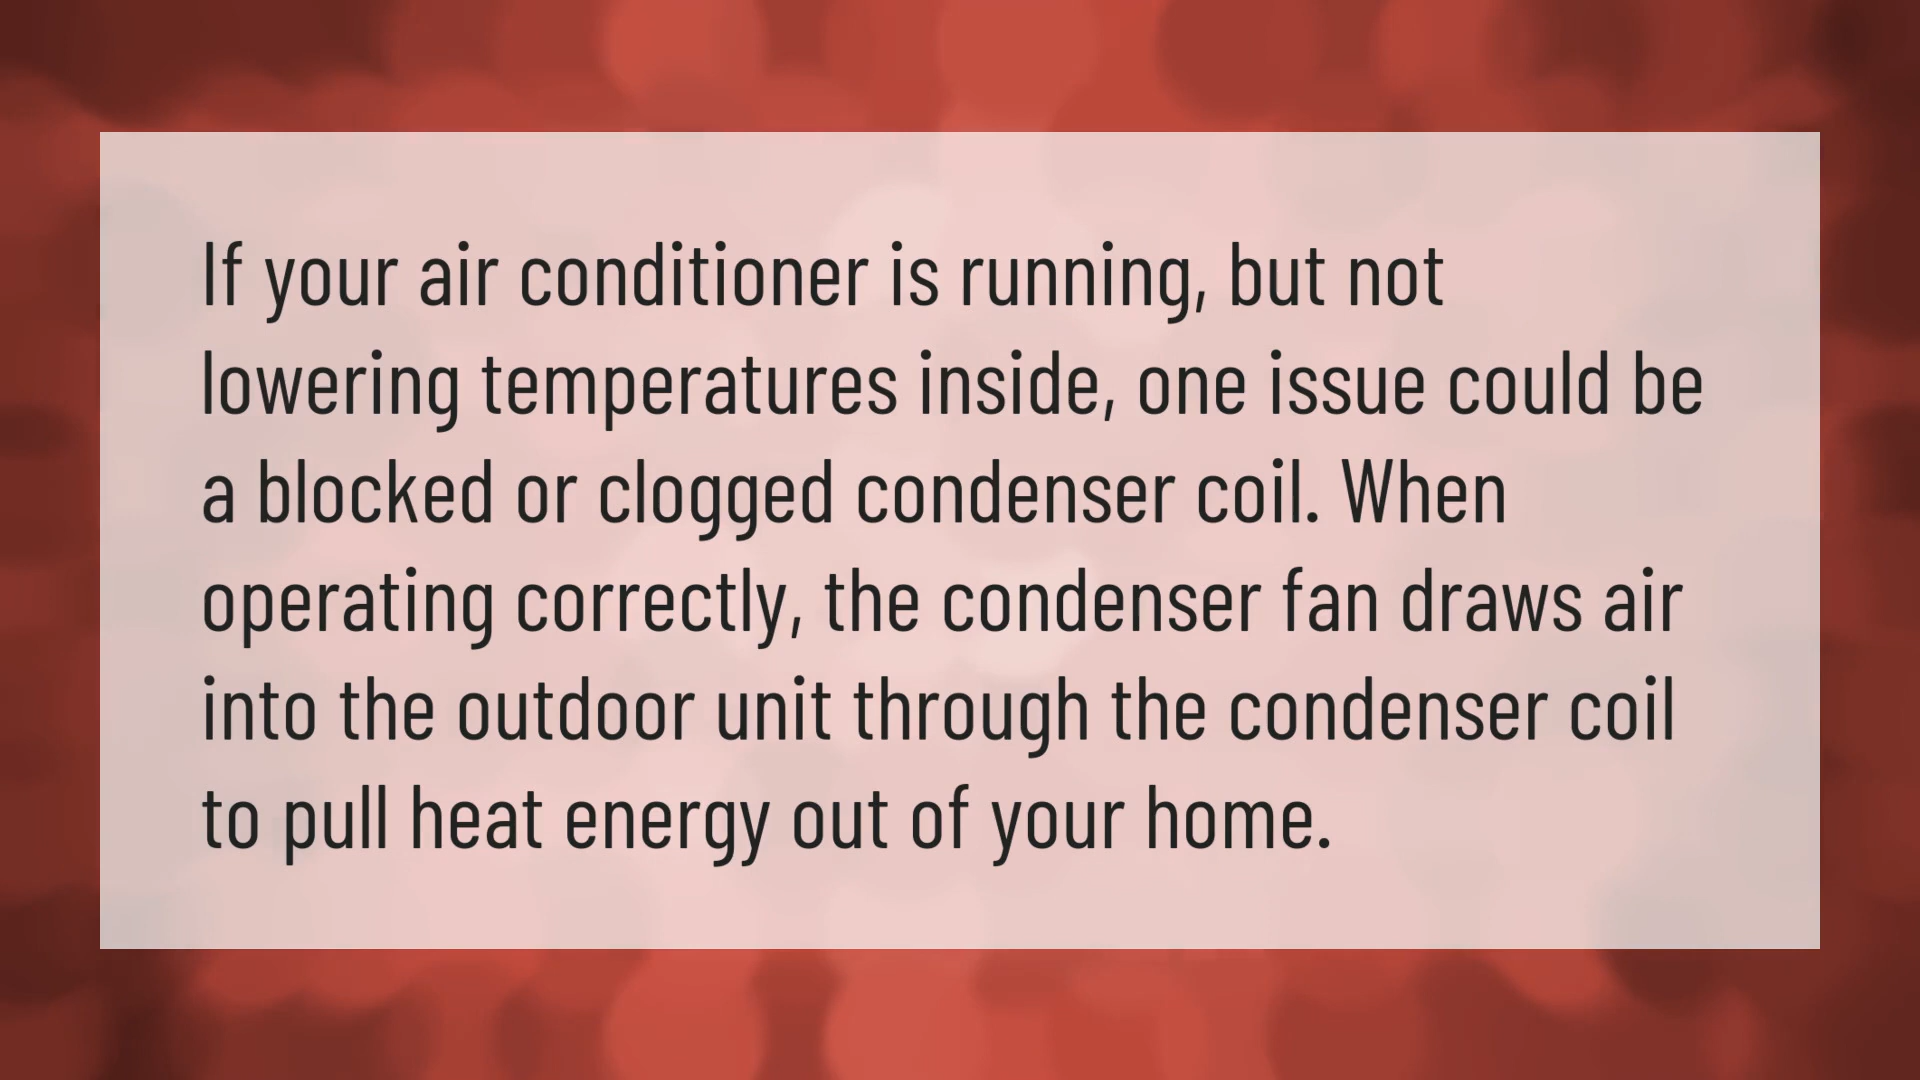 If your air conditioner is running, but not
lowering temperatures inside, one issue could be
a blocked or clogged condenser coil. When
operating correctly, the condenser fan draws air
into the outdoor unit through the condenser coil
to pull heat energy out of your home.